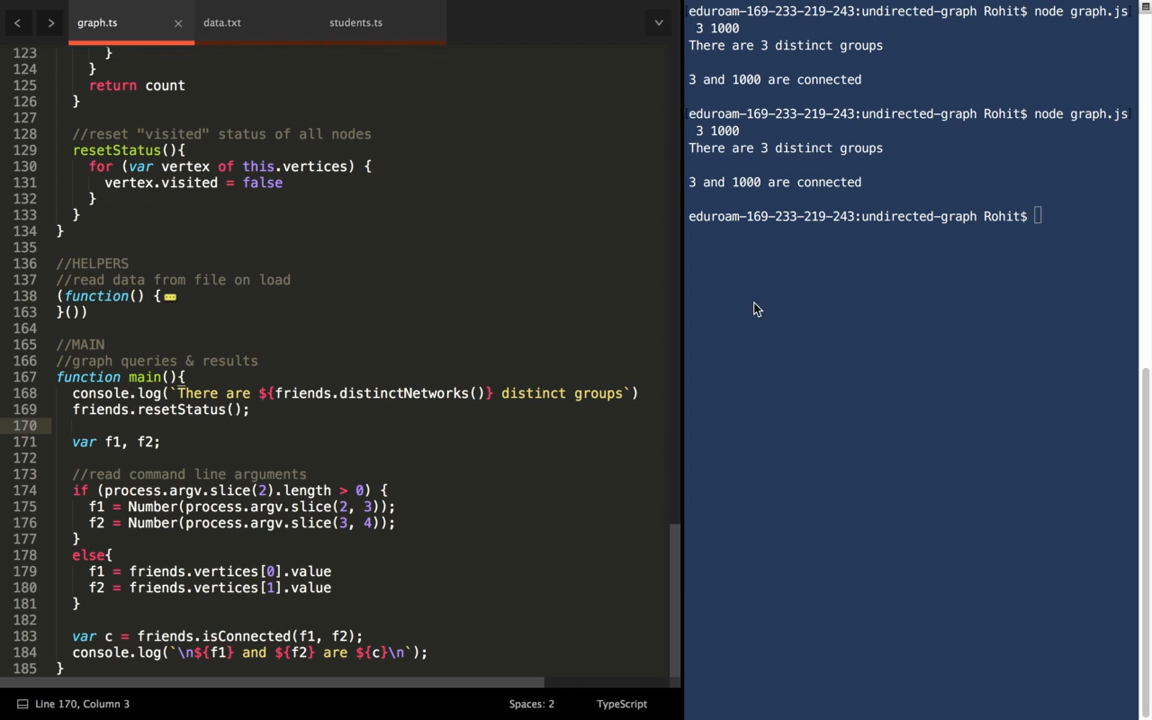 graph.ts
data.txt
students.ts
123 }
124 }
125 return count
126 }
127
128 //reset "visited" status of all nodes
129 resetStatus(){
130 for (var vertex of this.vertices) {
131 vertex.visited = false
132 }
133 }
134 }
135
136 //HELPERS
137 //read data from file on load
138 (function() {
163 }())
164
165 //MAIN
166 //graph queries & results
167 function main(){
168 console.log(`There are ${friends.distinctNetworks()} distinct groups`)
169 friends.resetStatus();
170
171 var f1, f2;
172
173 //read command line arguments
174 if (process.argv.slice(2).length > 0) {
175 f1 = Number(process.argv.slice(2, 3));
176 f2 = Number(process.argv.slice(3, 4));
177 }
178 else{
179 f1 = friends.vertices[0].value
180 f2 = friends.vertices[1].value
181 }
182
183 var c = friends.isConnected(f1, f2);
184 console.log(`\n${f1} and ${f2} are ${c}\n`);
185 }
Line 170, Column 3
Spaces: 2
TypeScript
eduroam-169-233-219-243:undirected-graph Rohit$ node graph.js
3 1000
There are 3 distinct groups
3 and 1000 are connected
eduroam-169-233-219-243:undirected-graph Rohit$ node graph.js
3 1000
There are 3 distinct groups
3 and 1000 are connected
eduroam-169-233-219-243:undirected-graph Rohit$